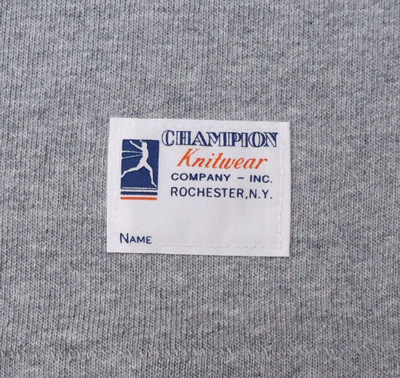 CHAMPION
Knitwear
COMPANY - INC.
ROCHESTER, N.Y.
NAME